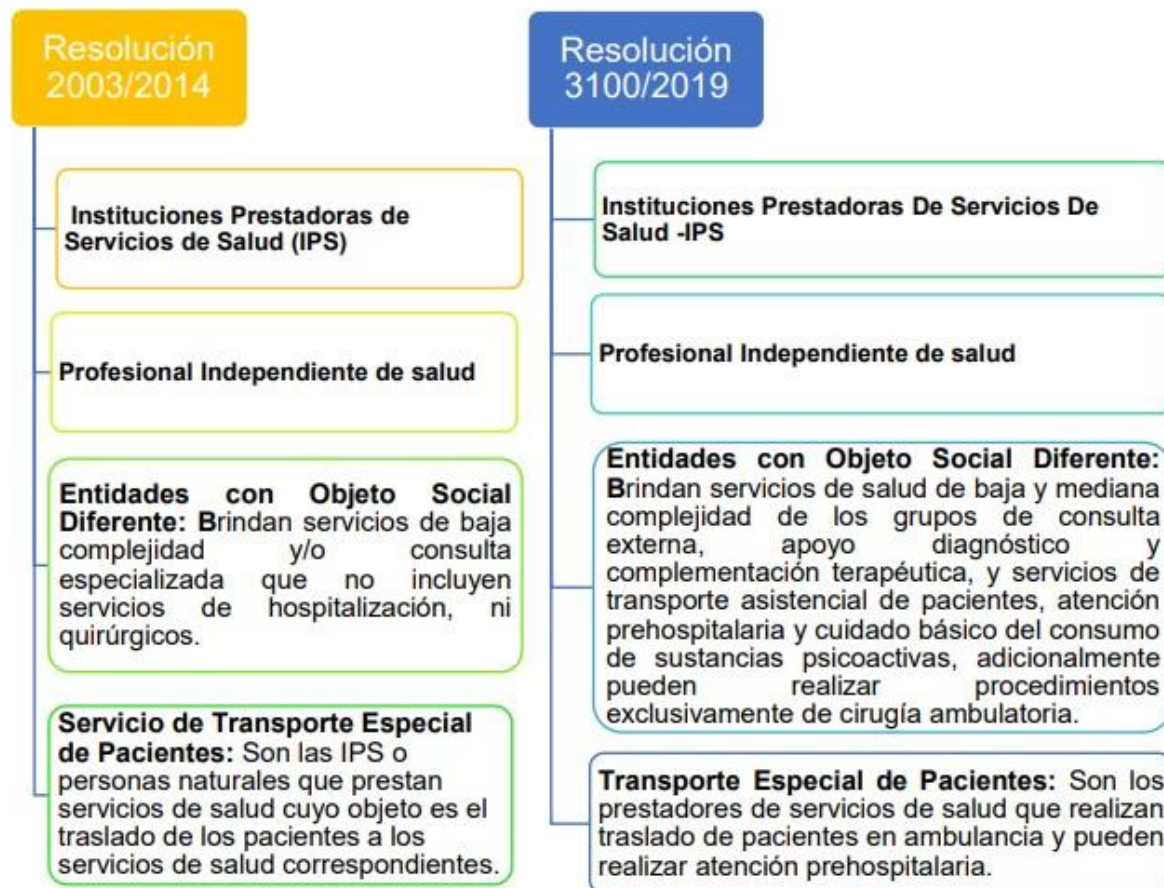 Resolución
2003/2014
Instituciones Prestadoras de
Servicios de Salud (IPS)
Profesional Independiente de salud
Entidades con Objeto Social
Diferente: Brindan servicios de baja
complejidad y/o consulta
especializada que no incluyen
servicios de hospitalización, ni
quirúrgicos.
Servicio de Transporte Especial
de Pacientes: Son las IPS o
personas naturales que prestan
servicios de salud cuyo objeto es el
traslado de los pacientes a los
servicios de salud correspondientes.
Resolución
3100/2019
Instituciones Prestadoras De Servicios De
Salud -IPS
Profesional Independiente de salud
Entidades con Objeto Social Diferente:
Brindan servicios de salud de baja y mediana
complejidad de los grupos de consulta
externa, apoyo diagnóstico y
complementación terapéutica, y servicios de
transporte asistencial de pacientes, atención
prehospitalaria y cuidado básico del consumo
de sustancias psicoactivas, adicionalmente
pueden realizar procedimientos
exclusivamente de cirugía ambulatoria.
Transporte Especial de Pacientes: Son los
prestadores de servicios de salud que realizan
traslado de pacientes en ambulancia y pueden
realizar atención prehospitalaria.